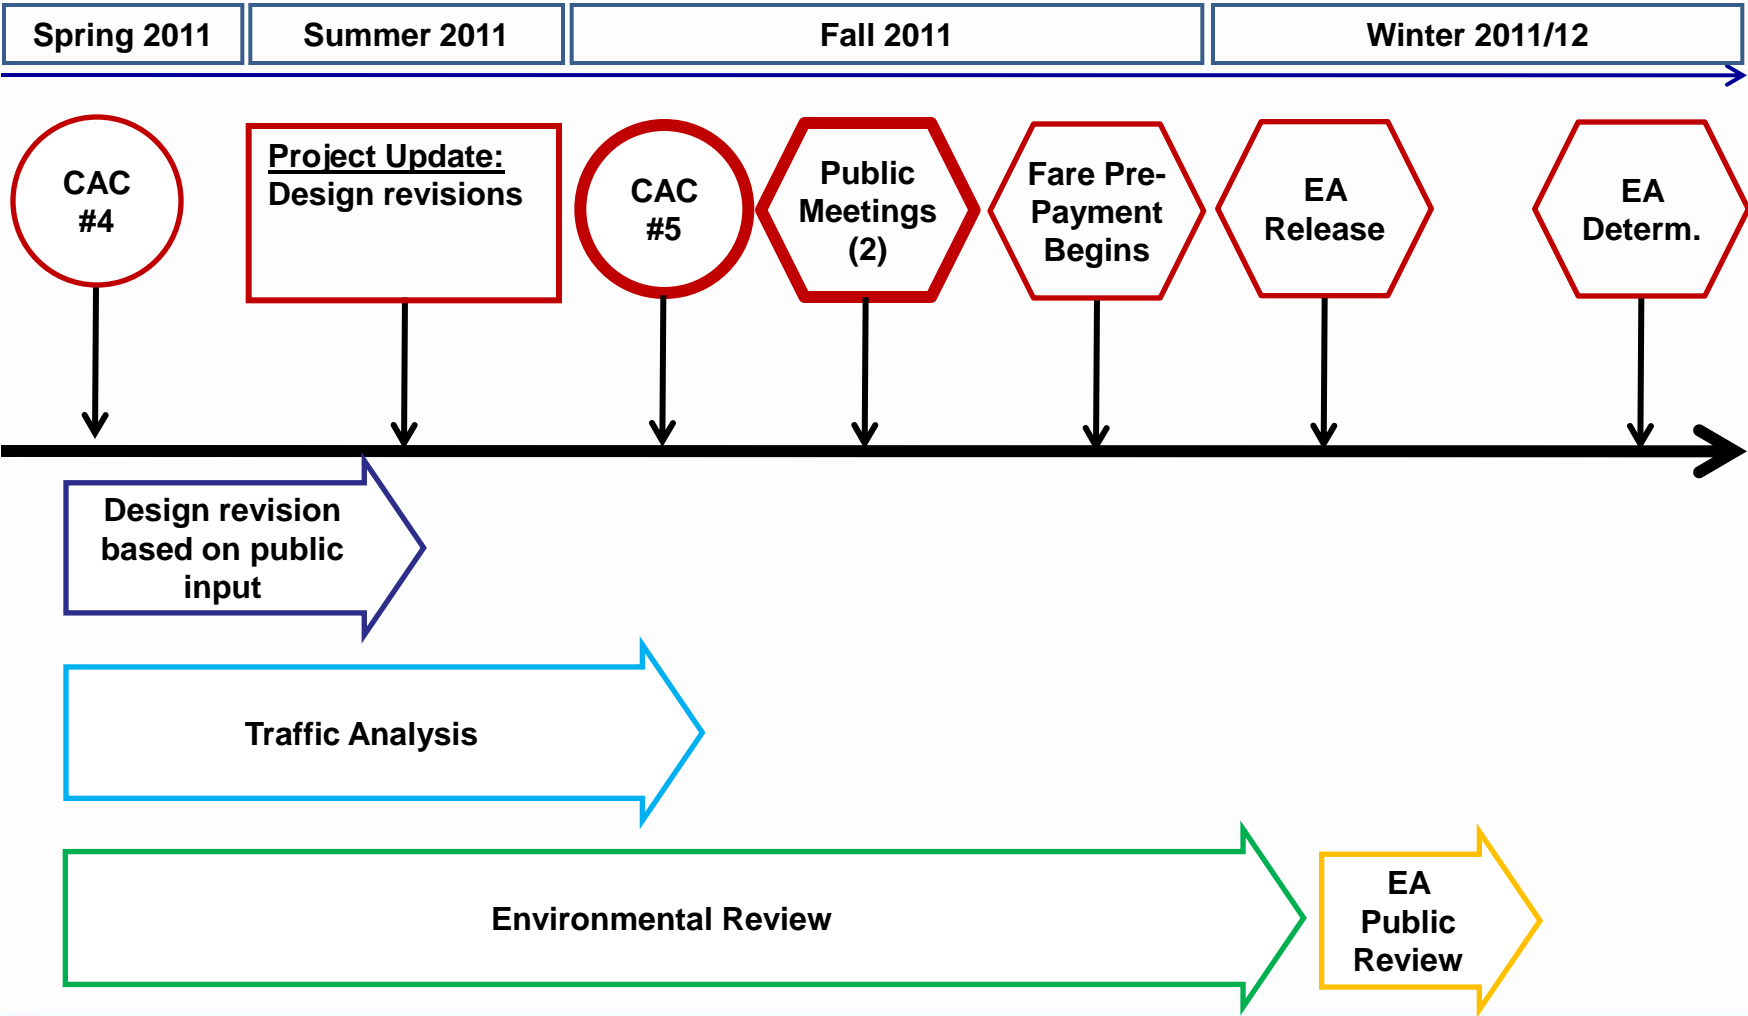 Spring 2011
Summer 2011
Fall 2011
Winter 2011/12
CAC
#4
Project Update:
Design revisions
CAC
#5
Public
Meetings
(2)
Fare Pre-
Payment
Begins
EA
Release
EA
Determ.
Design revision
based on public
input
Traffic Analysis
Environmental Review
EA
Public
Review